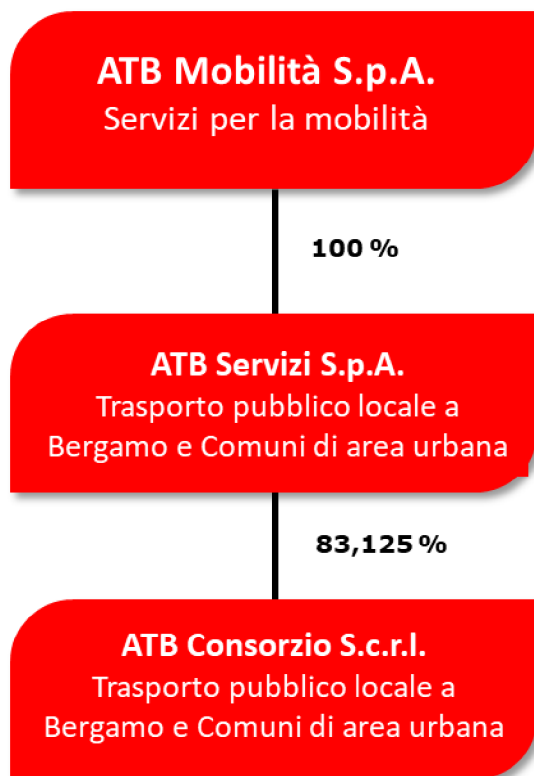 ATB Mobilità S.p.A.
Servizi per la mobilità
100 %
ATB Servizi S.p.A.
Trasporto pubblico locale a
Bergamo e Comuni di area urbana
83,125 %
ATB Consorzio S.c.r.l.
Trasporto pubblico locale a
Bergamo e Comuni di area urbana